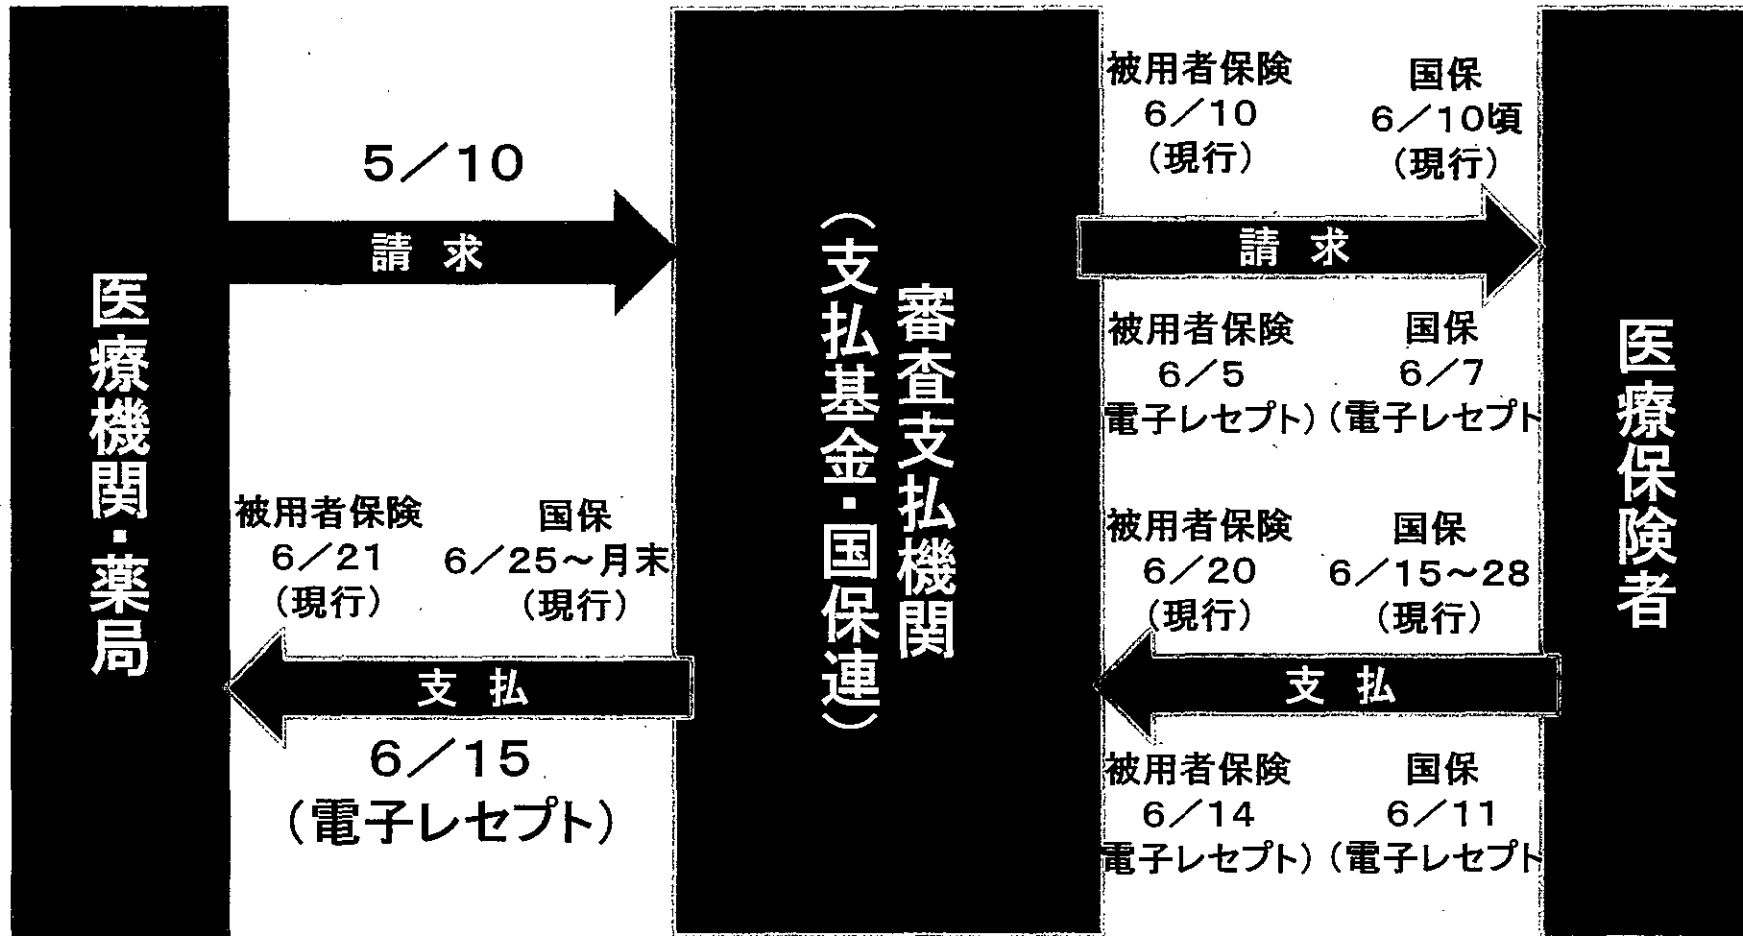 医療機関・薬局
5/10
請求
被用者保険
6/21
(現行)
国保
6/25~月末
(現行)
支払
6/15
(電子レセプト)
審査支払機関
(支払基金・国保連)
被用者保険
6/10
(現行)
国保
6/10頃
(現行)
請求
被用者保険
6/5
電子レセプト)
国保
6/7
(電子レセプト
被用者保険
6/20
(現行)
国保
6/15~28
(現行)
支払
被用者保険
6/14
電子レセプト)
国保
6/11
(電子レセプト
医療保険者